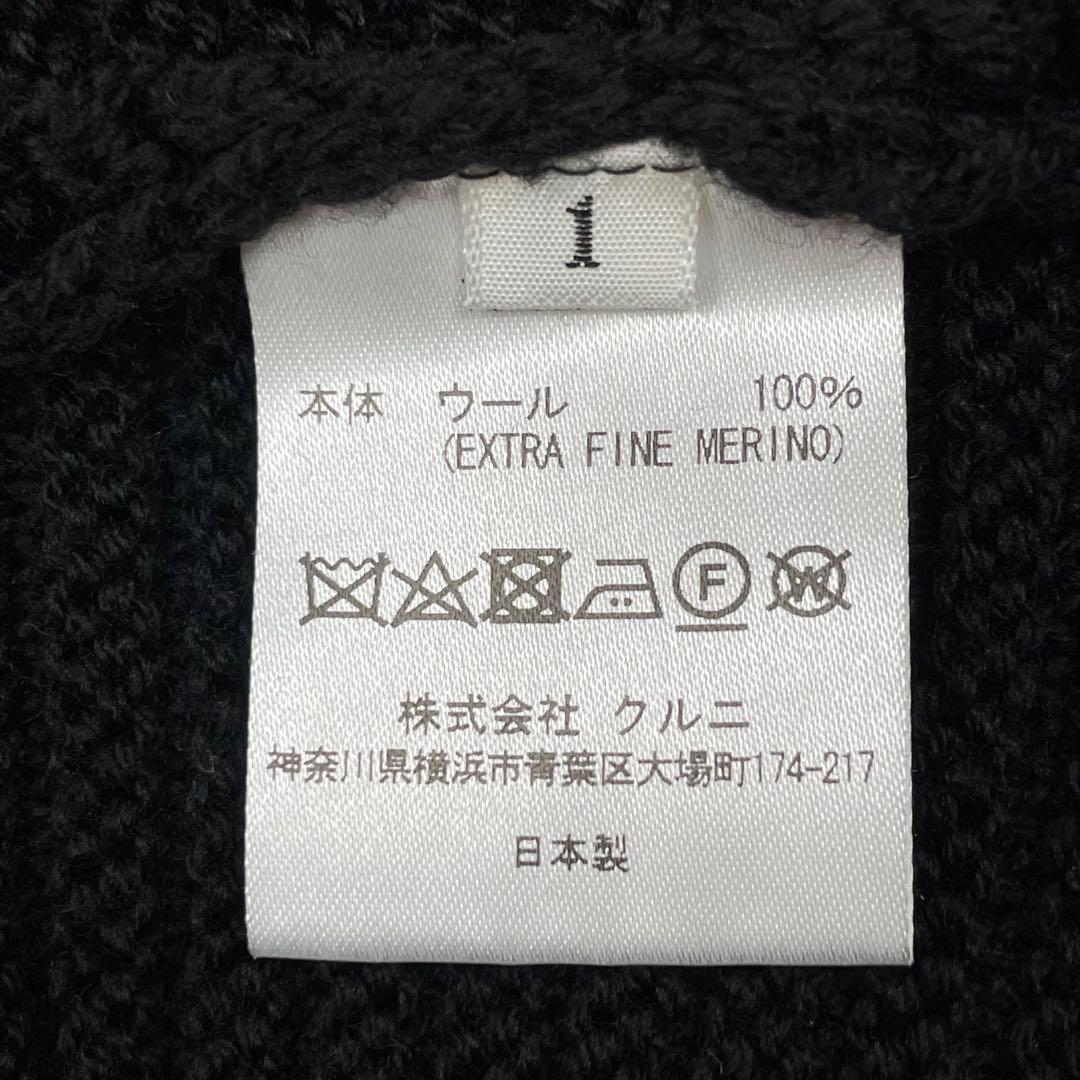 1
本体 ウール 100%
(EXTRA FINE MERINO)
F W
株式会社 クルニ
神奈川県横浜市青葉区大場町174-217
日本製